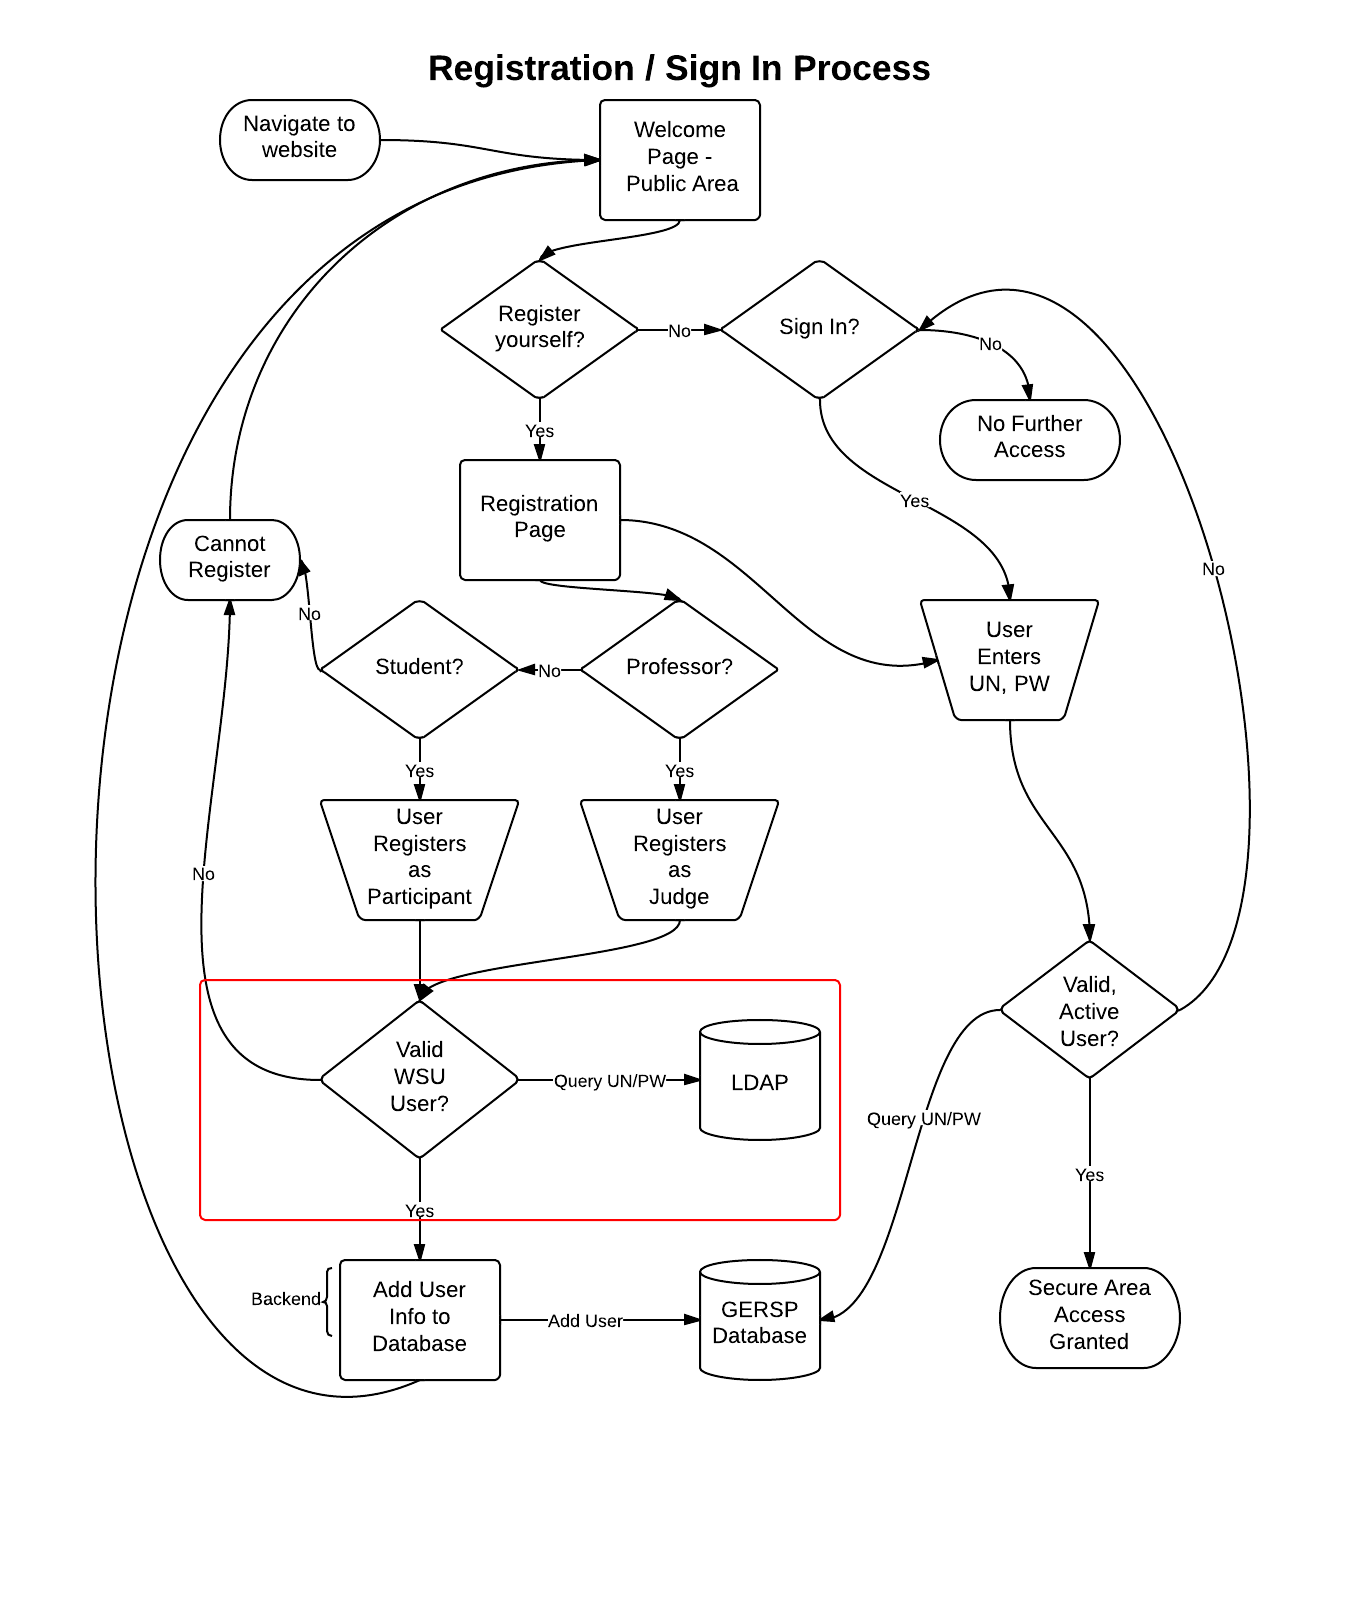 Registration / Sign In Process
Navigate to
website
Welcome
Page -
Public Area
Register
yourself?
No
Sign In?
No
No Further
Access
Yes
Yes
Registration
Page
Cannot
Register
No
No
User
Enters
UN, PW
Student?
No
Professor?
Yes
Yes
User
Registers
as
Participant
User
Registers
as
Judge
No
Valid,
Active
User?
Valid
WSU
User?
Query UN/PW
LDAP
Query UN/PW
Yes
Yes
Backend
Add User
Info to
Database
Add User
GERSP
Database
Secure Area
Access
Granted